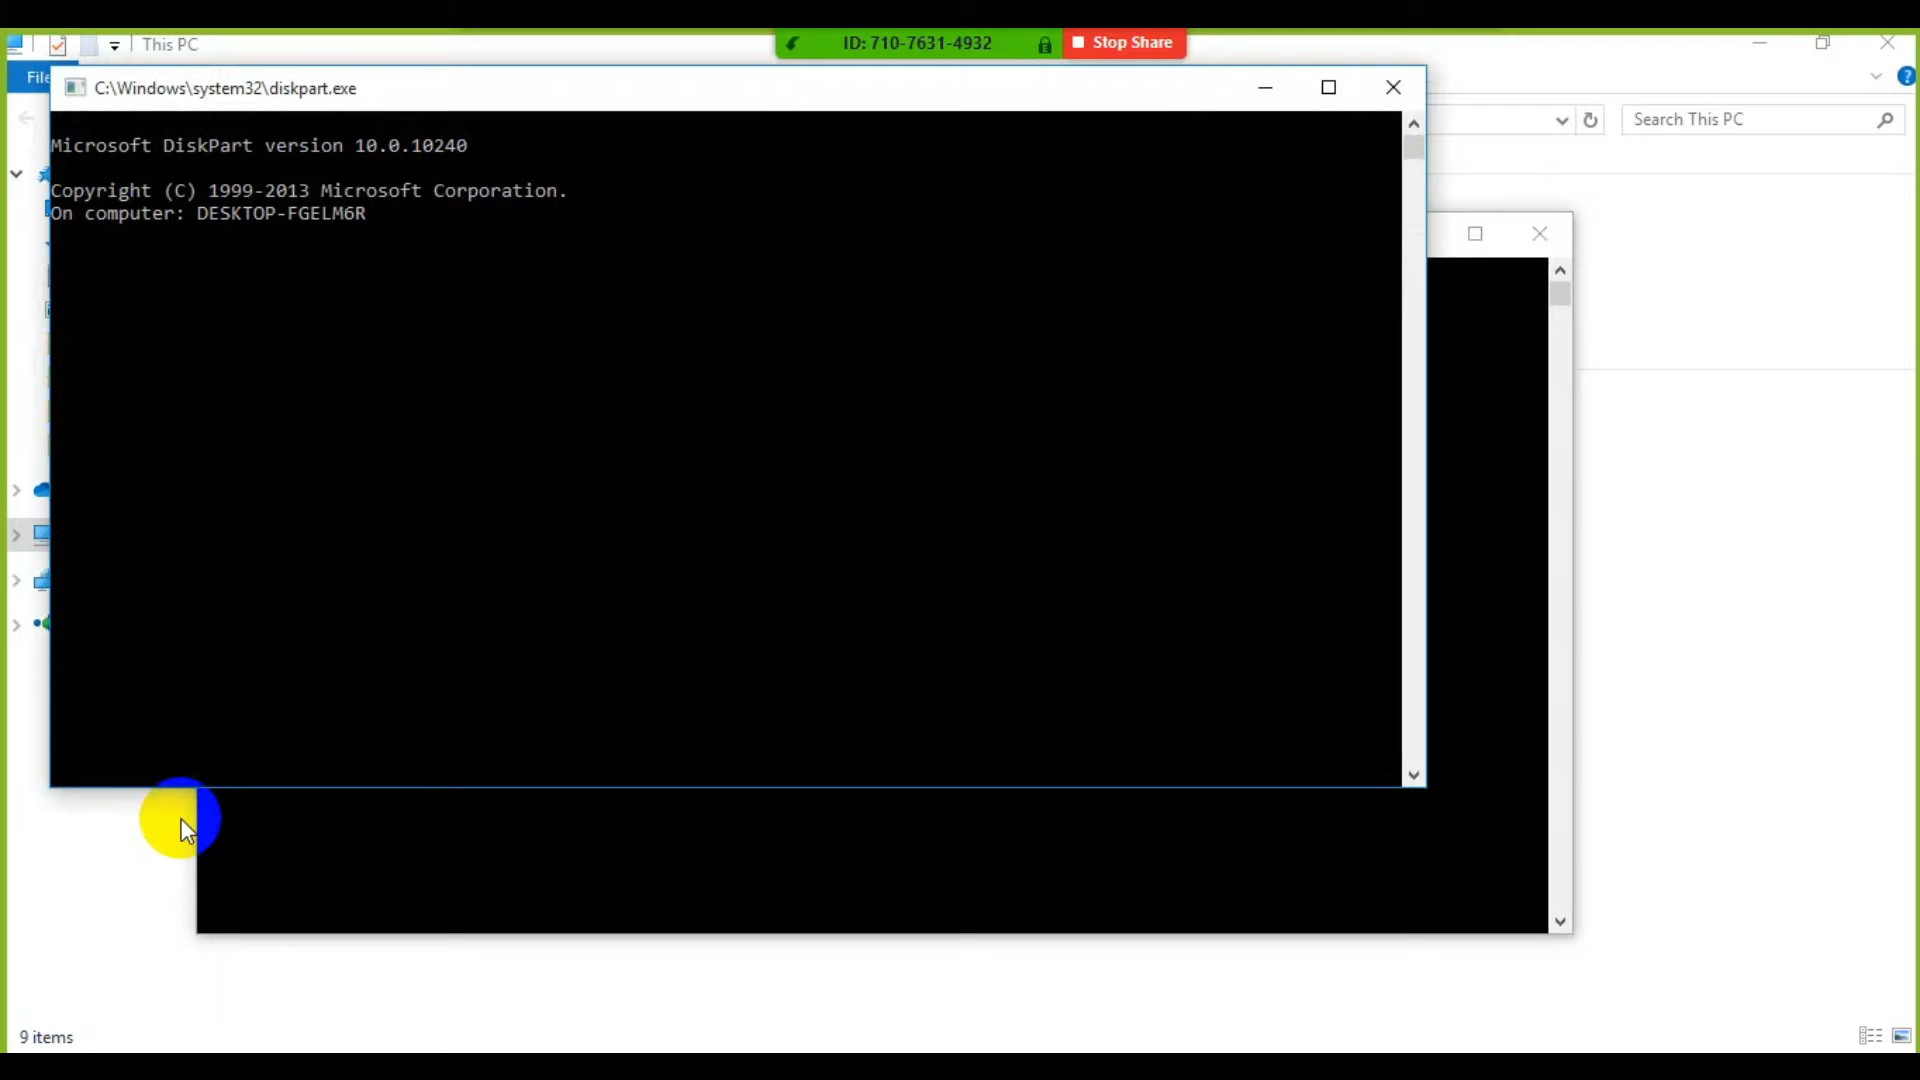 This PC
ID: 710-7631-4932
Stop Share
File
C:\Windows\system32\diskpart.exe
Search This PC
Microsoft DiskPart version 10.0.10240
Copyright (C) 1999-2013 Microsoft Corporation.
On computer: DESKTOP-FGELM6R
9 items